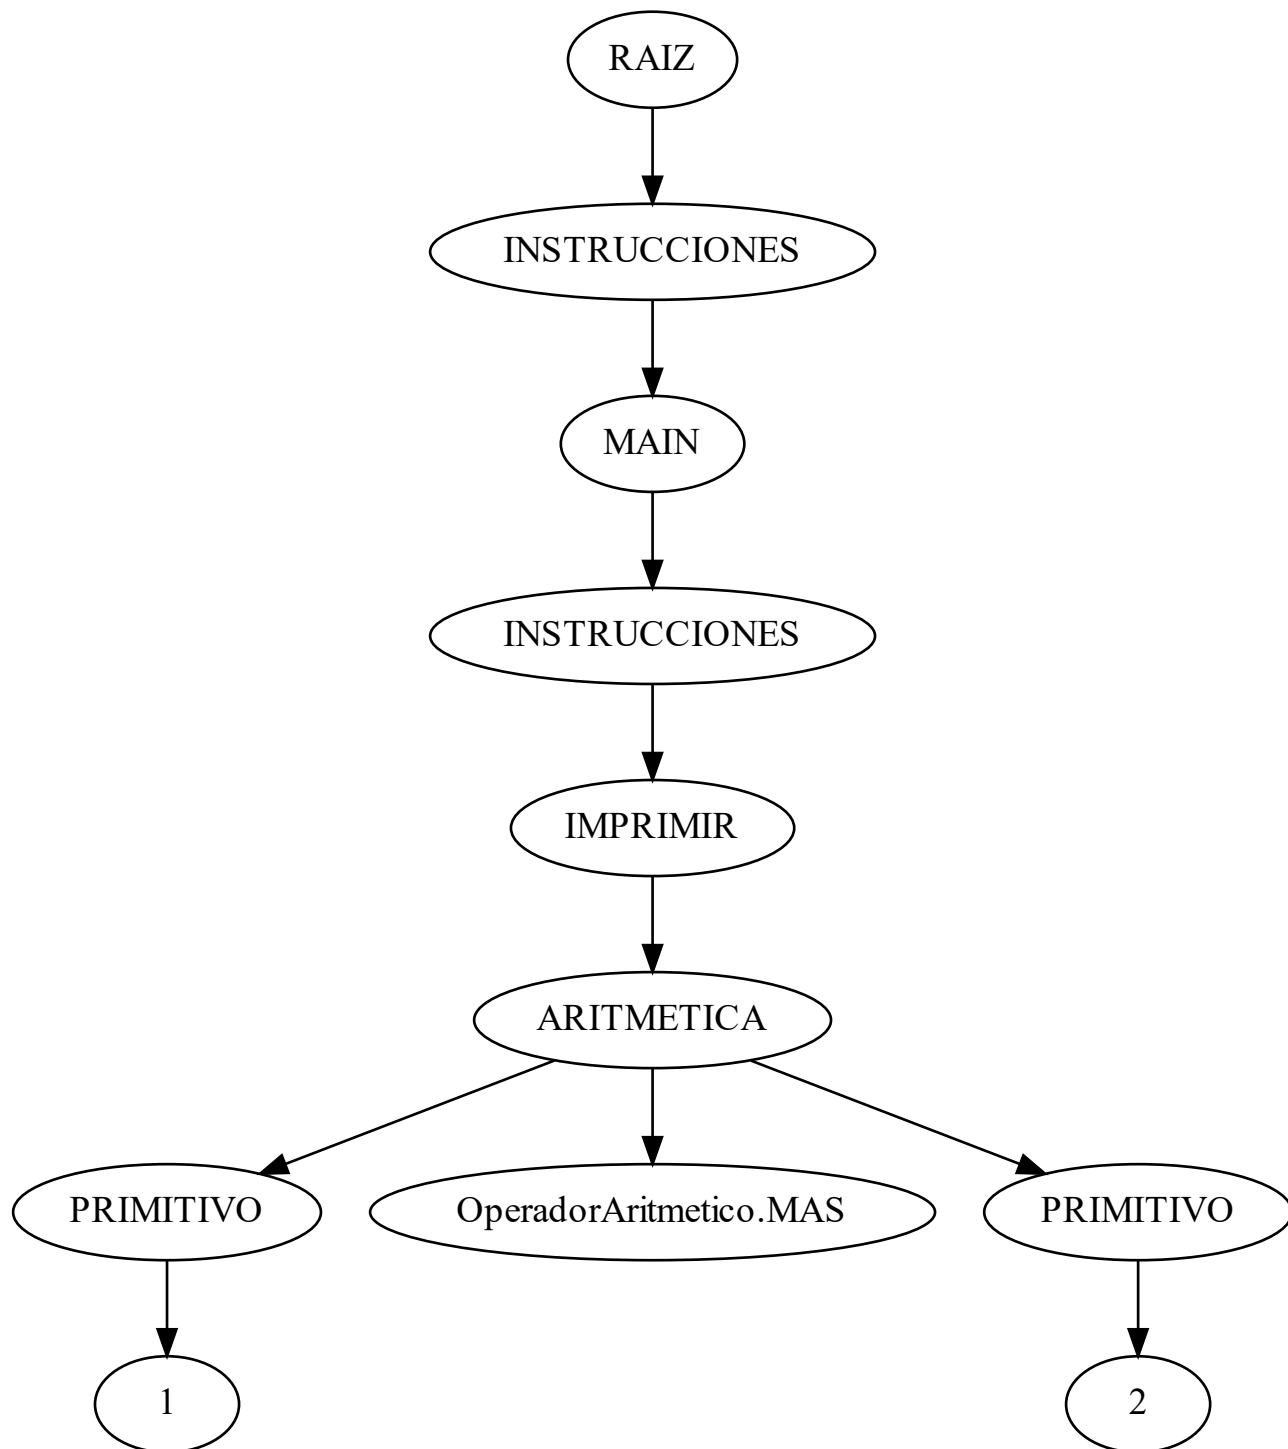 RAIZ
INSTRUCCIONES
MAIN
INSTRUCCIONES
IMPRIMIR
ARITMETICA
PRIMITIVO OperadorAritmetico.MAS PRIMITIVO
1 2